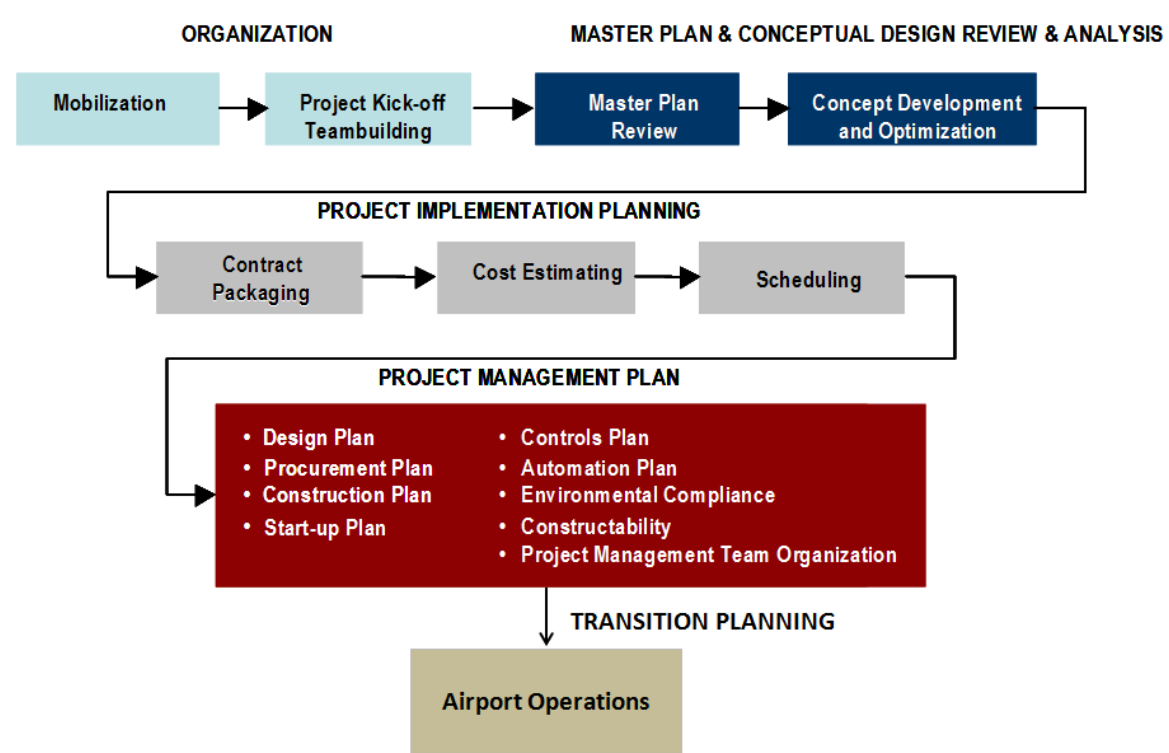 ORGANIZATION
MASTER PLAN & CONCEPTUAL DESIGN REVIEW & ANALYSIS
Mobilization
Project Kick-off
Teambuilding
Master Plan
Review
Concept Development
and Optimization
PROJECT IMPLEMENTATION PLANNING
Contract
Packaging
Cost Estimating
Scheduling
PROJECT MANAGEMENT PLAN
• Design Plan
• Procurement Plan
• Construction Plan
• Start-up Plan
• Controls Plan
• Automation Plan
• Environmental Compliance
• Constructability
• Project Management Team Organization
TRANSITION PLANNING
Airport Operations